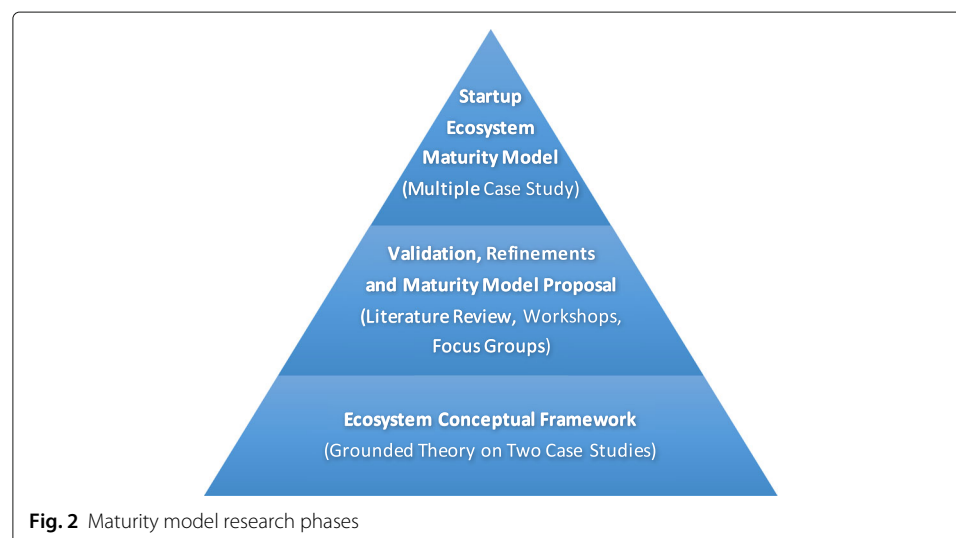 Startup
Ecosystem
Maturity Model
(Multiple Case Study)
Validation, Refinements
and Maturity Model Proposal
(Literature Review, Workshops,
Focus Groups)
Ecosystem Conceptual Framework
(Grounded Theory on Two Case Studies)
Fig. 2 Maturity model research phases